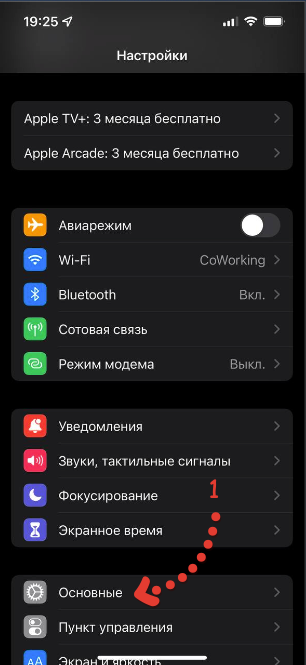 19:25
Настройки
Apple TV+: 3 месяца бесплатно
Apple Arcade: 3 месяца бесплатно
Авиарежим
Wi-Fi CoWorking
Bluetooth Вкл.
Сотовая связь
Режим модема Выкл.
Уведомления
Звуки, тактильные сигналы
1
Фокусирование
Экранное время
Основные
Пункт управления
AA Экран и яркость